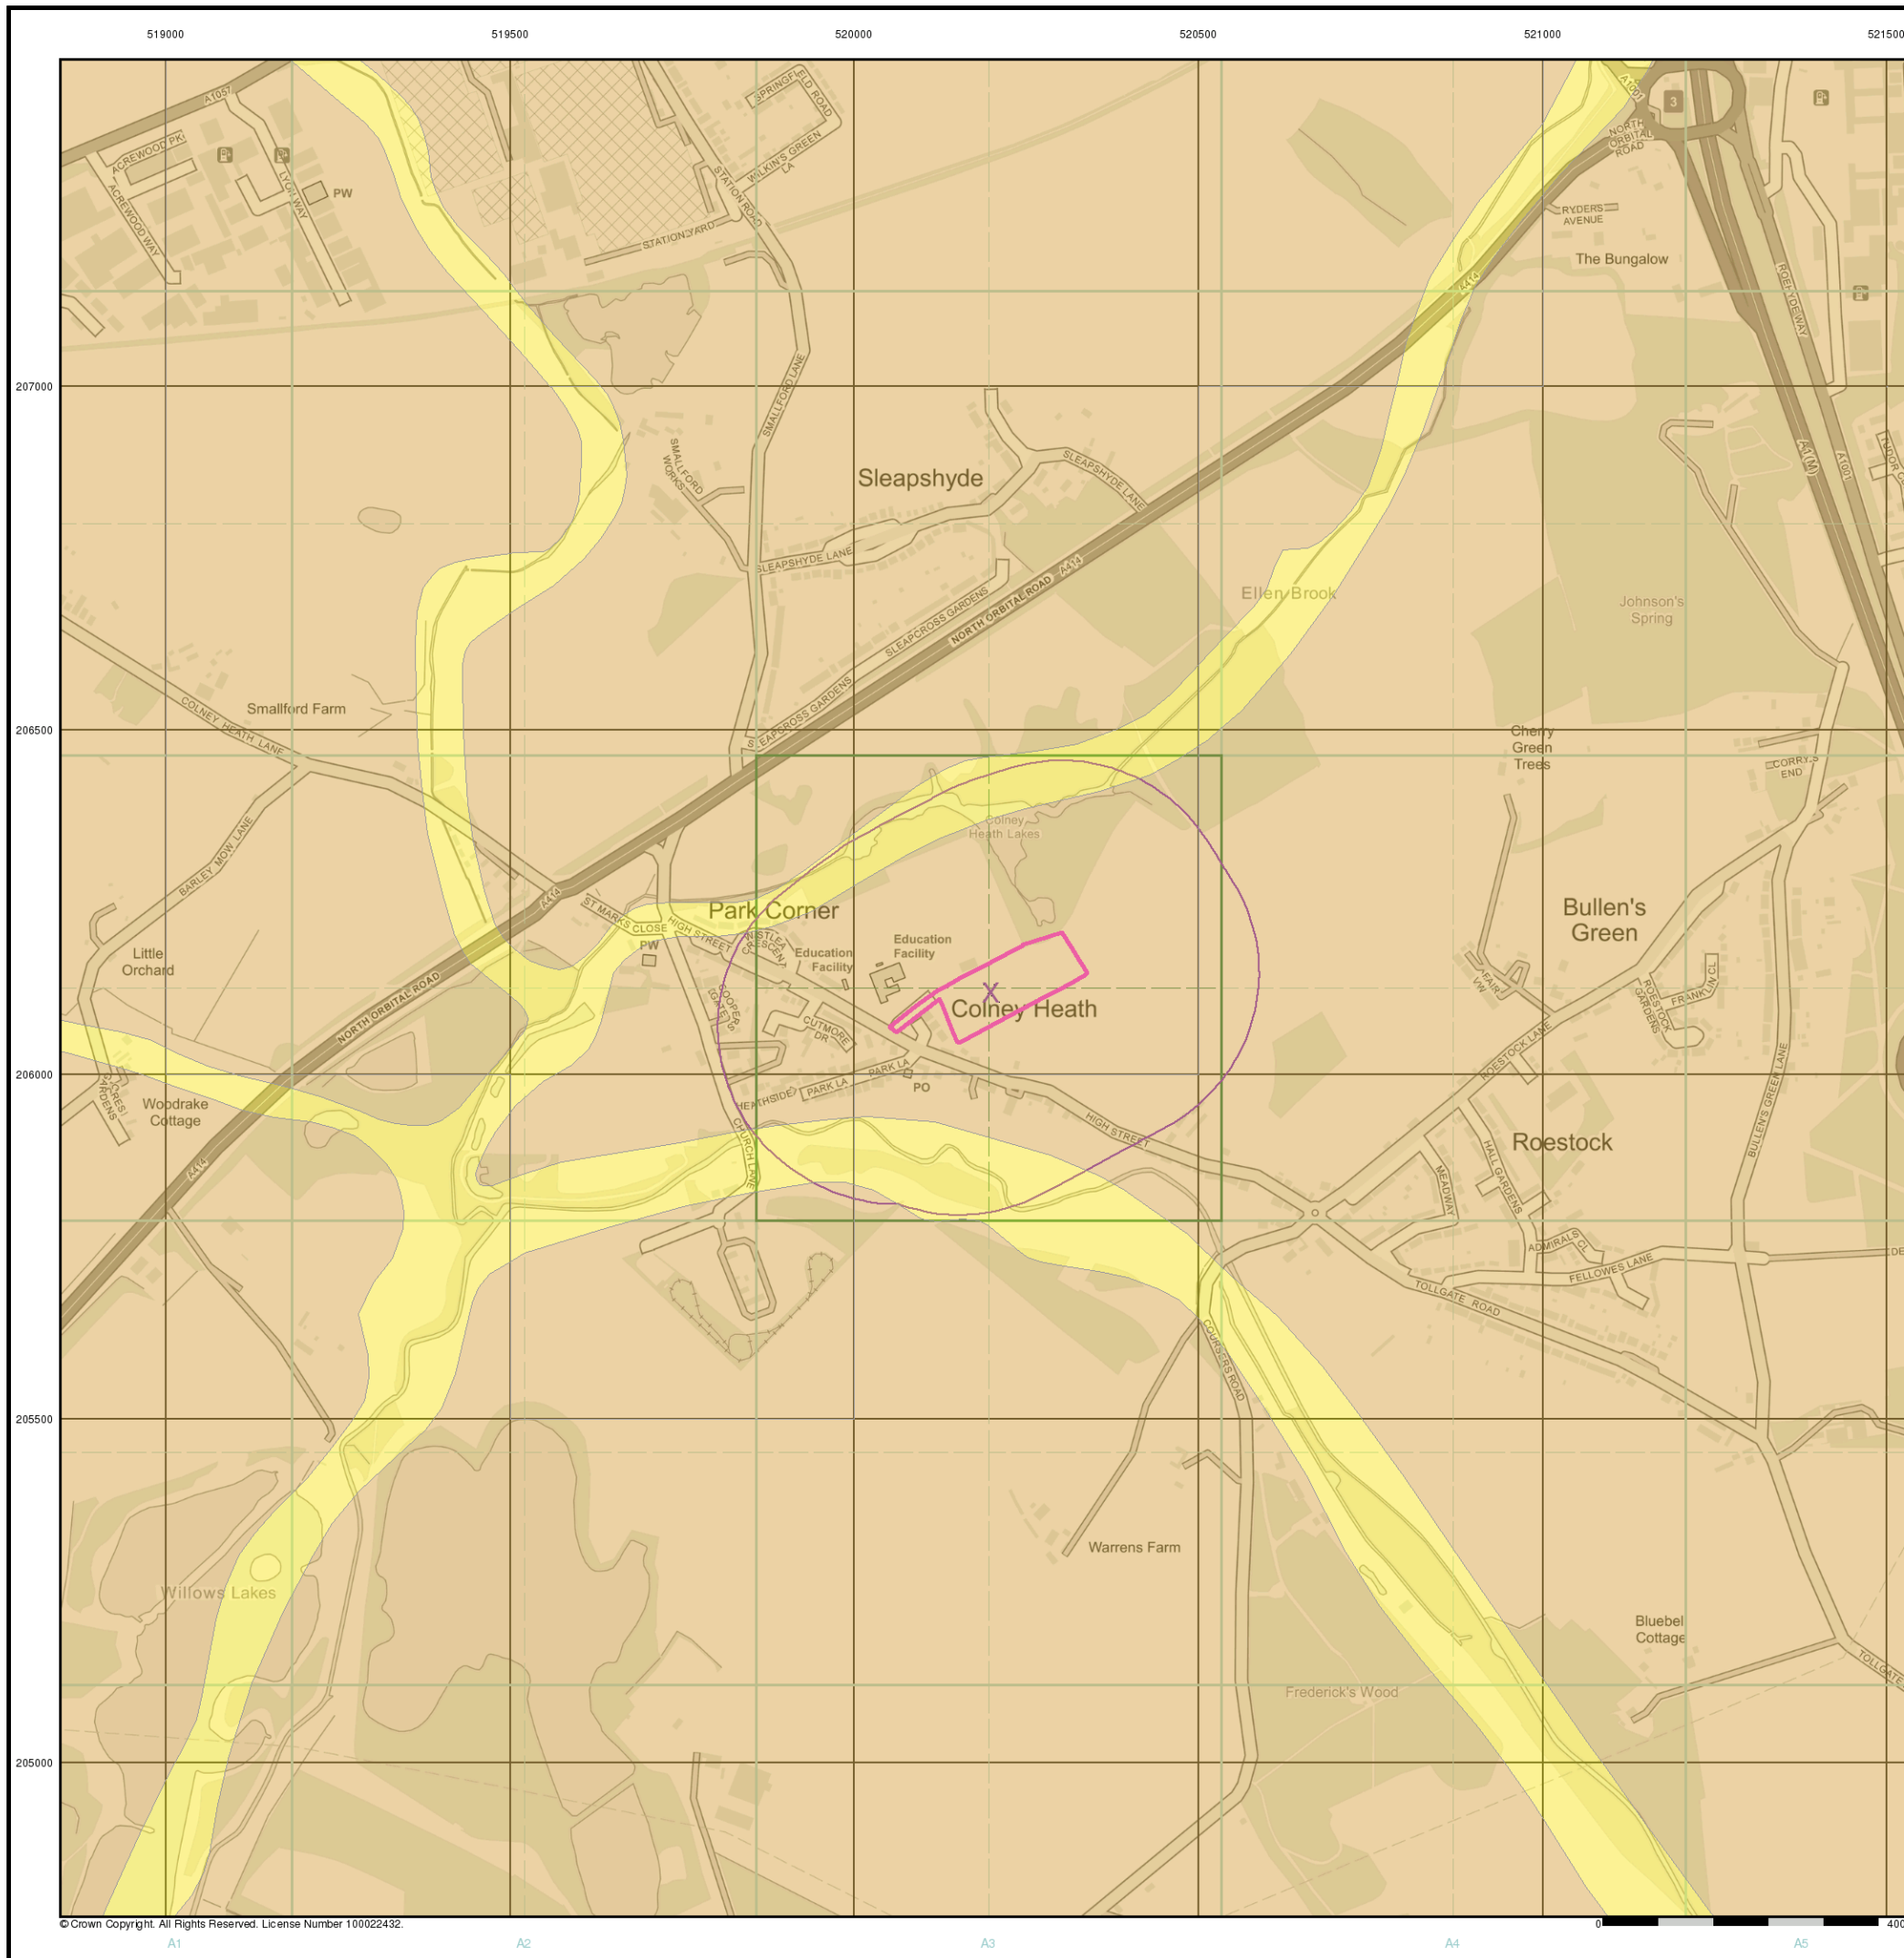 519000
519500
520000
520500
521000
521500
A1057
ACREWOOD PK
ACREWOOD WAY
LYON WAY
PW
SPRINGFIELD ROAD
WILKIN'S GREEN
LA
STATION ROAD
STATION YARD
A1001
3
NORTH
ORBITAL
ROAD
RYDERS
AVENUE
The Bungalow
ROEHYDE WAY
A414
207000
SMALLFORD LANE
SMALLFORD
WORKS
Sleapshyde
SLEAPSHYDE LANE
A1(M)
A1001
SLEAPSHYDE LANE
A414
NORTH ORBITAL ROAD
SLEAPCROSS GARDENS
Ellen Brook
Johnson's
Spring
Smallford Farm
COLNEY HEATH LANE
SLEAPCROSS GARDENS
206500
Cherry
Green
Trees
CORRY'S
END
BARLEY MOW LANE
Colney
Heath Lakes
A414
ST MARKS CLOSE
Park Corner
HIGH STREET
PW
Education
Facility
Education
Facility
Bullen's
Green
Little
Orchard
X
Colney Heath
COOPER
GATE'S
CUTMORE
DR
FAIR
VW
FRANKLIN CL
ROESTOCK
GARDENS
NORTH ORBITAL ROAD
206000
HEATHSIDE
PARK LA
PARK LA
PO
ROESTOCK LANE
Woodrake
Cottage
HIGH STREET
CHURCH LANE
Roestock
BULLEN'S GREEN LANE
HALL GARDENS
MEADWAY
A414
ADMIRALS CL
FELLOWES LANE
TOLLGATE ROAD
COURSERS ROAD
205500
Warrens Farm
Willows Lakes
Bluebel
Cottage
TOLLGATE
Frederick's Wood
205000
© Crown Copyright. All Rights Reserved. License Number 100022432.
0
400
A1
A2
A3
A4
A5